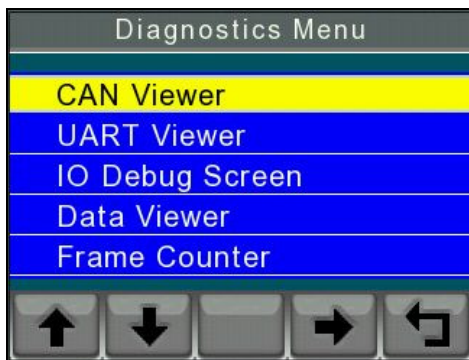 Diagnostics Menu
CAN Viewer
UART Viewer
IO Debug Screen
Data Viewer
Frame Counter